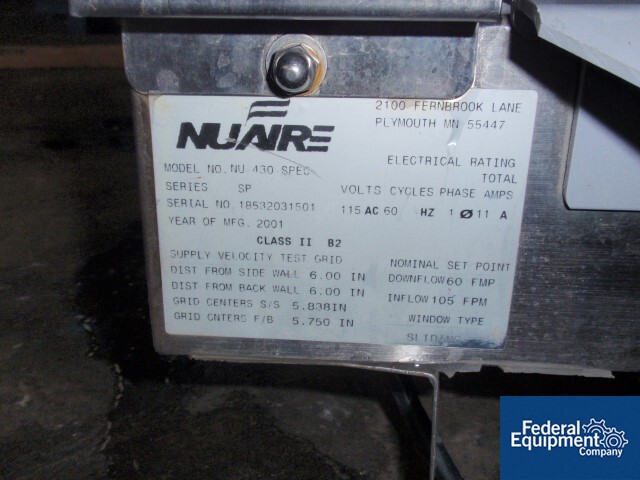 NUAIRE
2100 FERNBROOK LANE
PLYMOUTH MN 55447
MODEL NO. NU 430 SPEC
SERIES SP
SERIAL NO. 18532031501
YEAR OF MFG. 2001
ELECTRICAL RATING
TOTAL
VOLTS CYCLES PHASE AMPS
115 AC 60 HZ 1 Ø 11 A
CLASS II B2
SUPPLY VELOCITY TEST GRID
DIST FROM SIDE WALL 6.00 IN
DIST FROM BACK WALL 6.00 IN
GRID CENTERS S/S 5.838IN
GRID CNTERS F/B 5.750 IN
NOMINAL SET POINT
DOWNFLOW 60 FMP
INFLOW 105 FPM
WINDOW TYPE
SLIDING
Federal
Equipment
Company